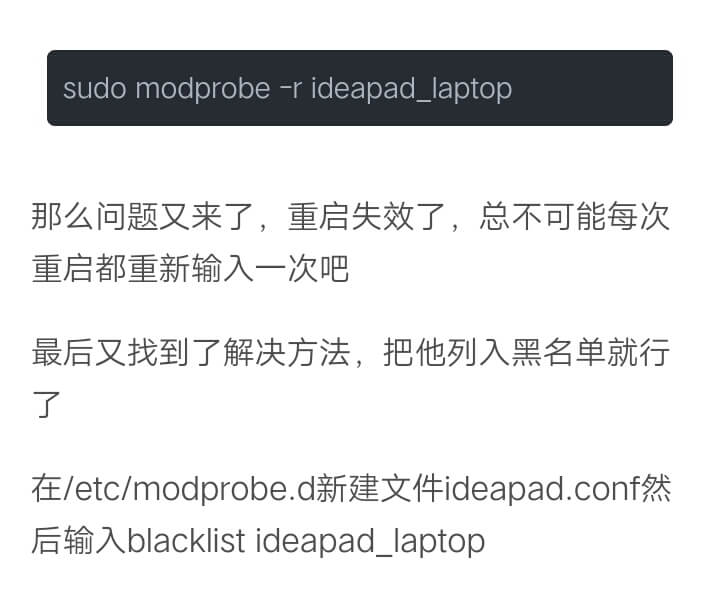 sudo modprobe -r ideapad_laptop
那么问题又来了，重启失效了，总不可能每次
重启都重新输入一次吧
最后又找到了解决方法，把他列入黑名单就行
了
在/etc/modprobe.d新建文件ideapad.conf然
后输入blacklist ideapad_laptop